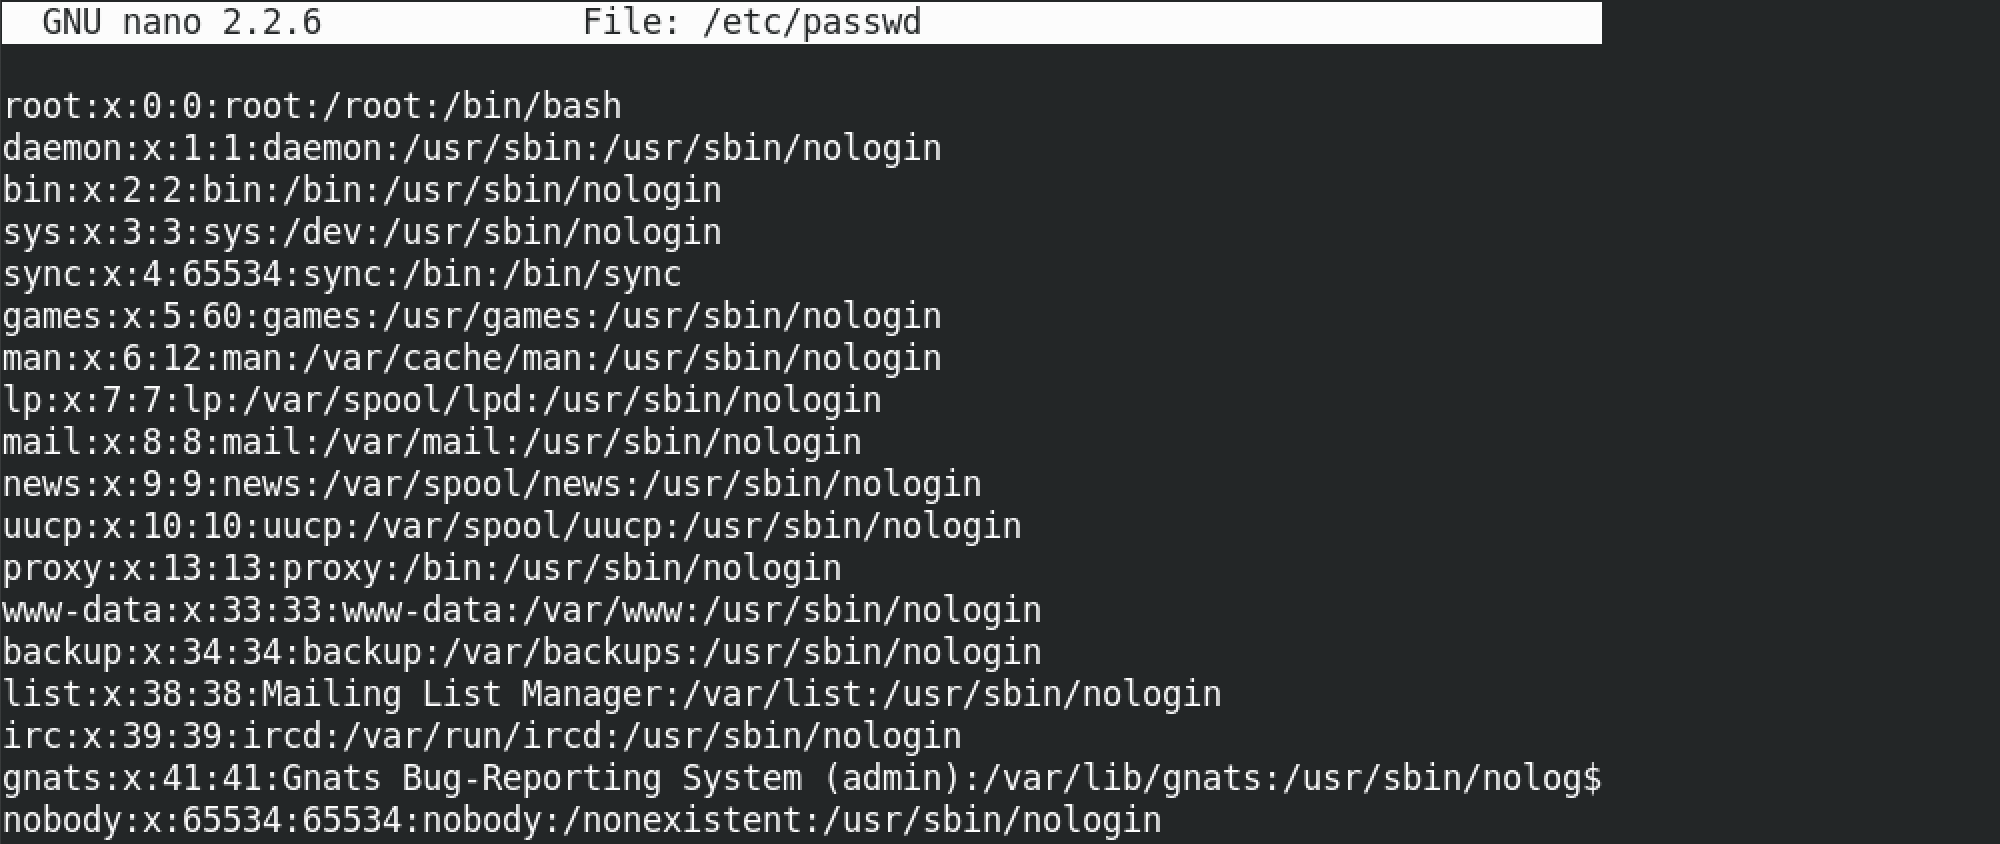 GNU nano 2.2.6 File: /etc/passwd
root:x:0:0:root:/root:/bin/bash
daemon:x:1:1:daemon:/usr/sbin:/usr/sbin/nologin
bin:x:2:2:bin:/bin:/usr/sbin/nologin
sys:x:3:3:sys:/dev:/usr/sbin/nologin
sync:x:4:65534:sync:/bin:/bin/sync
games:x:5:60:games:/usr/games:/usr/sbin/nologin
man:x:6:12:man:/var/cache/man:/usr/sbin/nologin
lp:x:7:7:lp:/var/spool/lpd:/usr/sbin/nologin
mail:x:8:8:mail:/var/mail:/usr/sbin/nologin
news:x:9:9:news:/var/spool/news:/usr/sbin/nologin
uucp:x:10:10:uucp:/var/spool/uucp:/usr/sbin/nologin
proxy:x:13:13:proxy:/bin:/usr/sbin/nologin
www-data:x:33:33:www-data:/var/www:/usr/sbin/nologin
backup:x:34:34:backup:/var/backups:/usr/sbin/nologin
list:x:38:38:Mailing List Manager:/var/list:/usr/sbin/nologin
irc:x:39:39:ircd:/var/run/ircd:/usr/sbin/nologin
gnats:x:41:41:Gnats Bug-Reporting System (admin):/var/lib/gnats:/usr/sbin/nolog$
nobody:x:65534:65534:nobody:/nonexistent:/usr/sbin/nologin